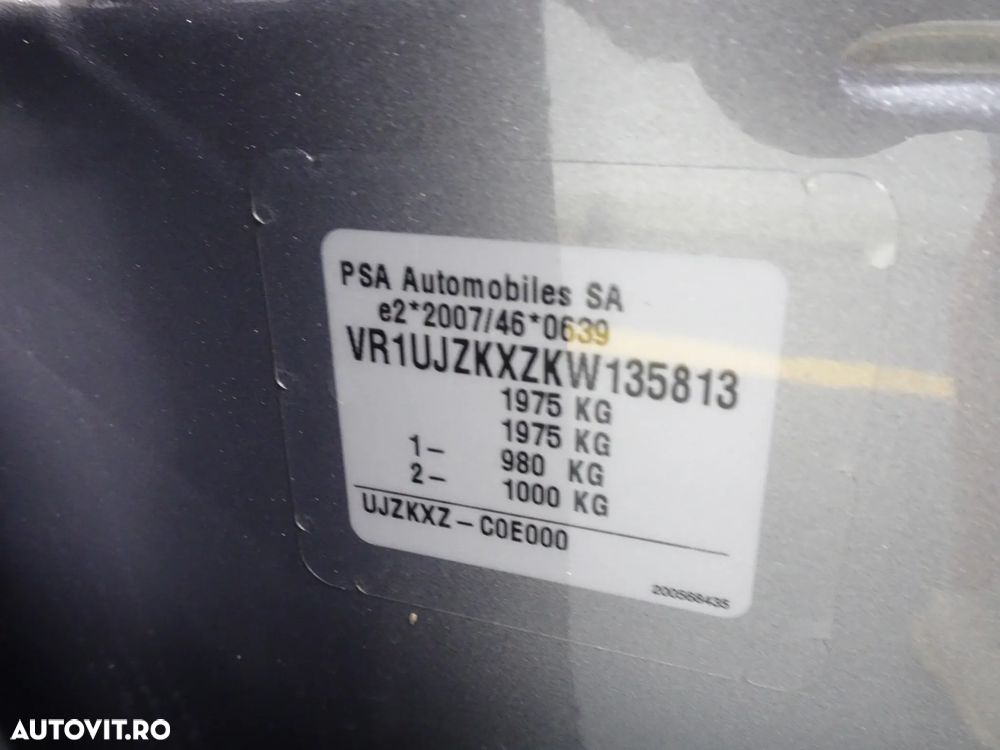 PSA Automobiles SA
e2*2007/46*0639
VR1UJZKXZKW135813
1975 KG
1975 KG
1- 980 KG
2- 1000 KG
UJZKXZ - C0E000
200568435
AUTOVIT.RO